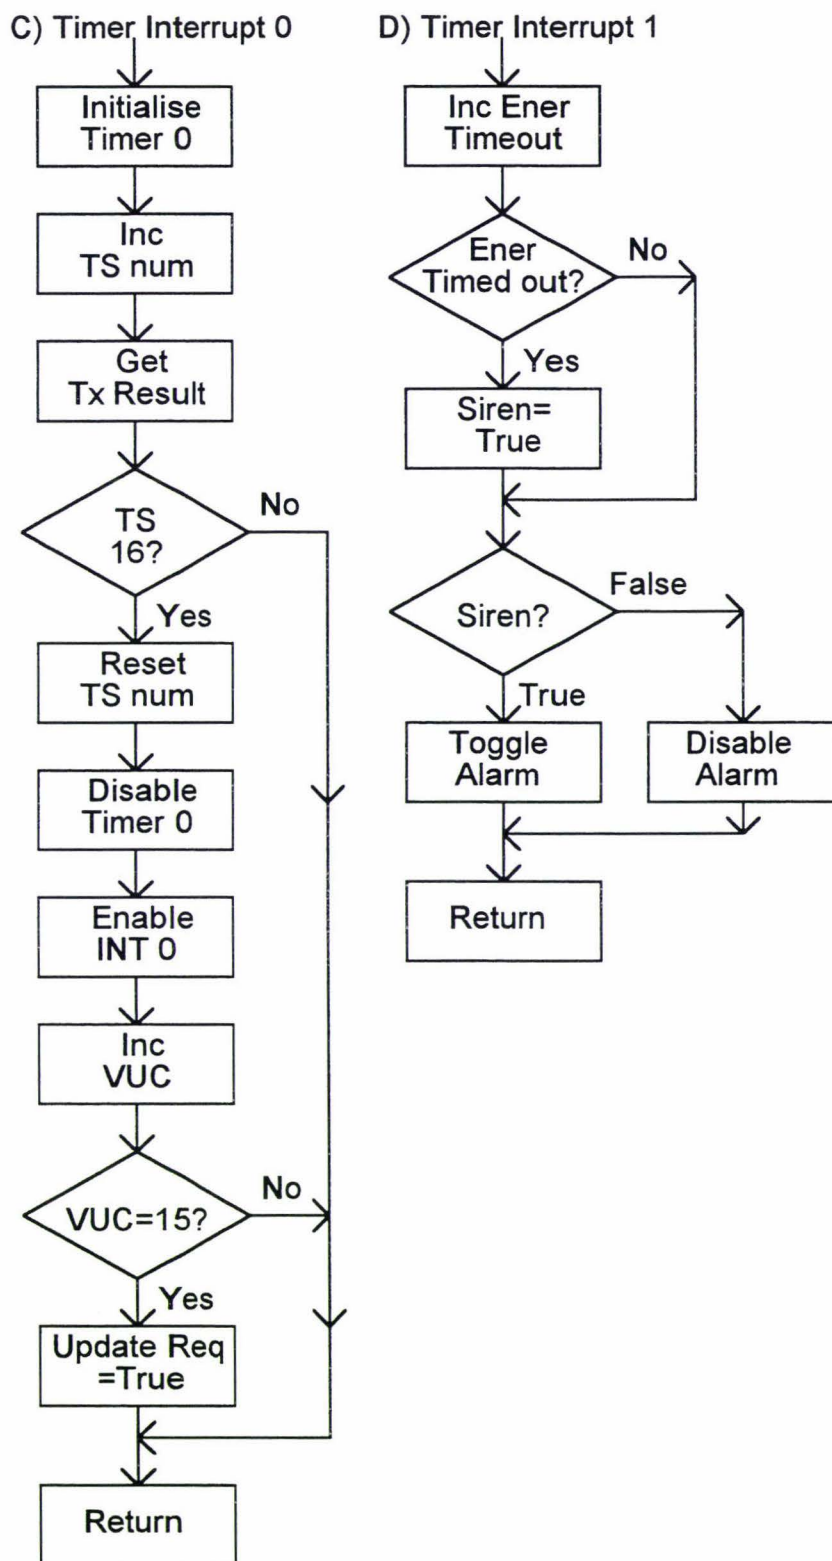 C) Timer Interrupt 0
Initialise
Timer 0
Inc
TS num
Get
Tx Result
TS
16?
No
Yes
Reset
TS num
Disable
Timer 0
Enable
INT 0
Inc
VUC
VUC=15?
No
Yes
Update Req
=True
Return
D) Timer Interrupt 1
Inc Ener
Timeout
Ener
Timed out?
No
Yes
Siren=
True
Siren?
False
True
Toggle
Alarm
Disable
Alarm
Return